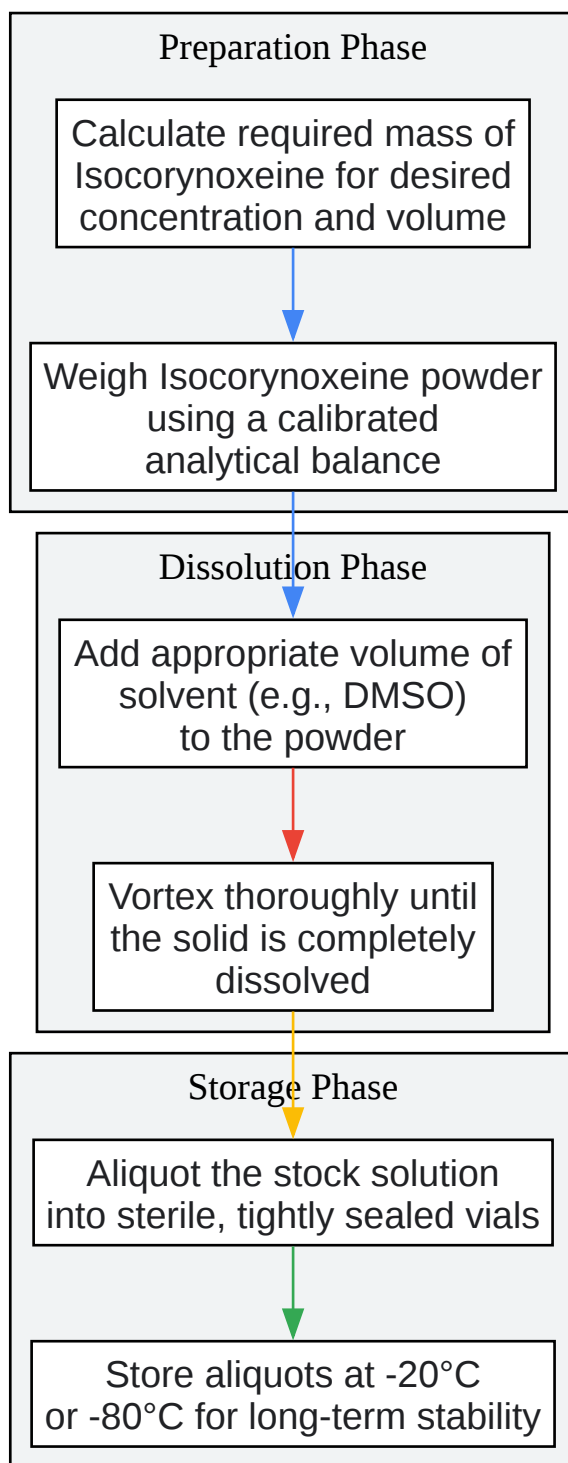 Preparation Phase
Calculate required mass of
Isocorynoxeine for desired
concentration and volume
Weigh Isocorynoxeine powder
using a calibrated
analytical balance
Dissolution Phase
Add appropriate volume of
solvent (e.g., DMSO)
to the powder
Vortex thoroughly until
the solid is completely
dissolved
Storage Phase
Aliquot the stock solution
into sterile, tightly sealed vials
Store aliquots at -20°C
or -80°C for long-term stability